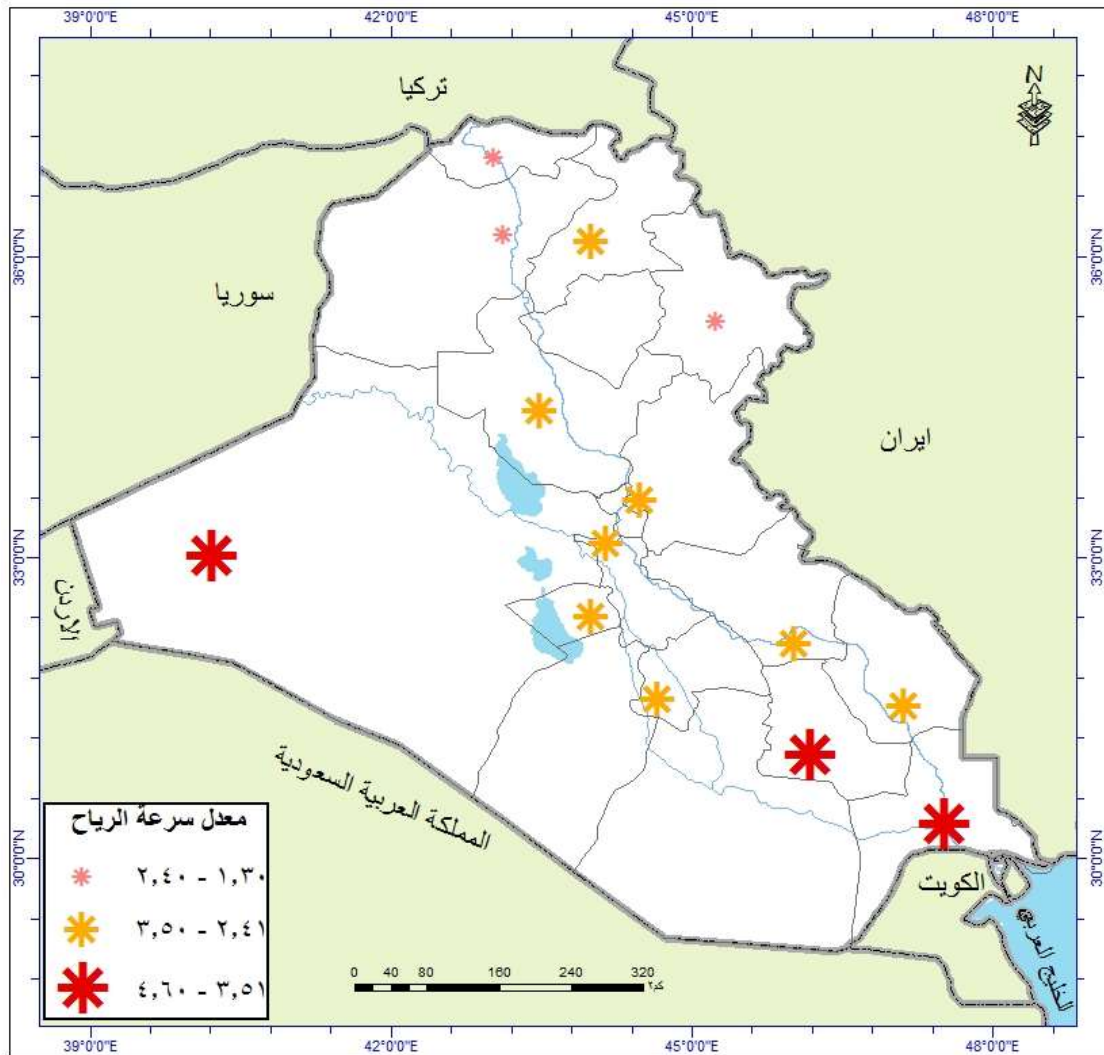 39°0'0"E 42°0'0"E 45°0'0"E 48°0'0"E
N
تركيا
36°0'0"N 36°0'0"N
سوريا
ايران
33°0'0"N 33°0'0"N
الاردن
المملكة العربية السعودية
30°0'0"N 30°0'0"N
الكويت
الخليج العربي
معدل سرعة الرياح
١,٣٠ - ٢,٤٠
٢,٤١ - ٣,٥٠
٣,٥١ - ٤,٦٠
0 20 40 80 160 240 320
كم٢
39°0'0"E 42°0'0"E 45°0'0"E 48°0'0"E